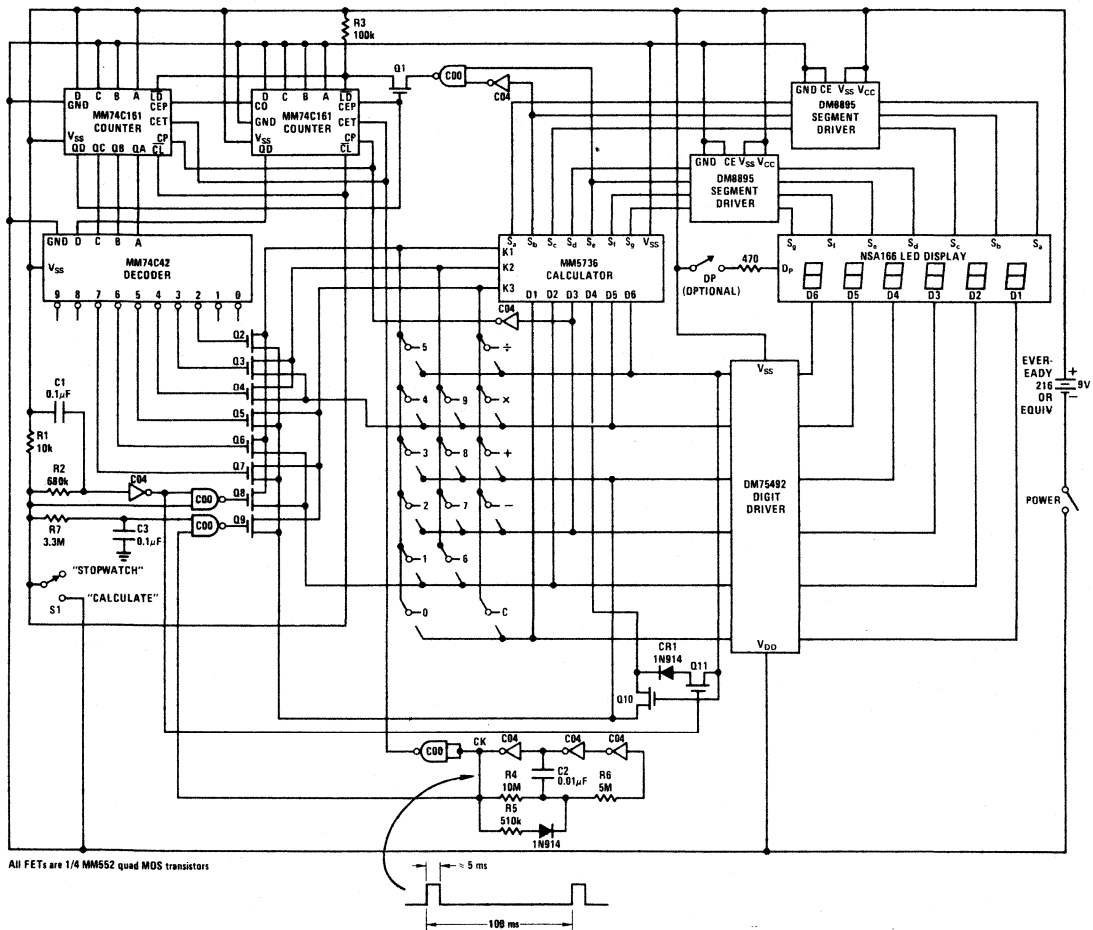 R3
100k
D C B A LD
GND CEP
MM74C161
COUNTER
CET
VSS
CP
QD QC QB QA CL
D C B A LD
CO CEP
MM74C161
COUNTER
GND CET
VSS
CP
QD CL
Q1
C00
C04
GND CE VSS VCC
DM8895
SEGMENT
DRIVER
GND CE VSS VCC
DM8895
SEGMENT
DRIVER
GND D C B A
VSS
MM74C42
DECODER
9 8 7 6 5 4 3 2 1 0
Sa Sb Sc Sd Se Sf Sg VSS
K1
K2
K3
MM5736
CALCULATOR
D1 D2 D3 D4 D5 D6
C04
DP
(OPTIONAL)
470
Sg Sf Se Sd Sc Sb Sa
NSA166 LED DISPLAY
DP
D6 D5 D4 D3 D2 D1
Q2
Q3
Q4
Q5
Q6
Q7
Q8
Q9
5 ÷
4 9 ×
3 8 +
2 7 −
1 6
0 C
VSS
DM75492
DIGIT
DRIVER
VDD
EVER-
EADY
216
OR
EQUIV
+
−
9V
POWER
C1
0.1μF
R1
10k
R2
680k
C04
C00
R7
3.3M
C00
C3
0.1μF
"STOPWATCH"
"CALCULATE"
S1
CR1
1N914
Q11
Q10
C00
CK
C04
C04
C04
C2
0.01μF
R4
10M
R6
5M
R5
510k
1N914
All FETs are 1/4 MM552 quad MOS transistors
≈ 5 ms
100 ms